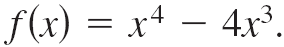 f(x) = x⁴ − 4x³.